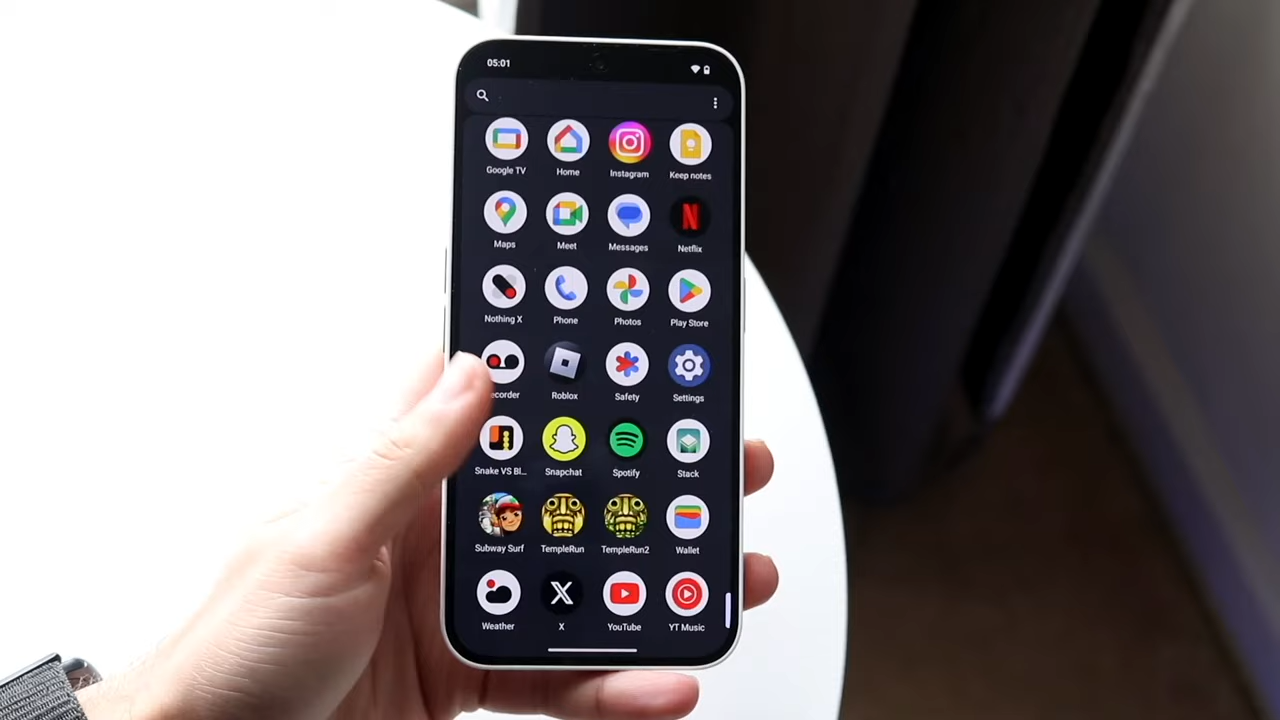 05:01
Google TV Home Instagram Keep notes
Maps Meet Messages Netflix
Nothing X Phone Photos Play Store
ecorder Roblox Safety Settings
Snake VS Bl... Snapchat Spotify Stack
Subway Surf TempleRun TempleRun2 Wallet
Weather X YouTube YT Music